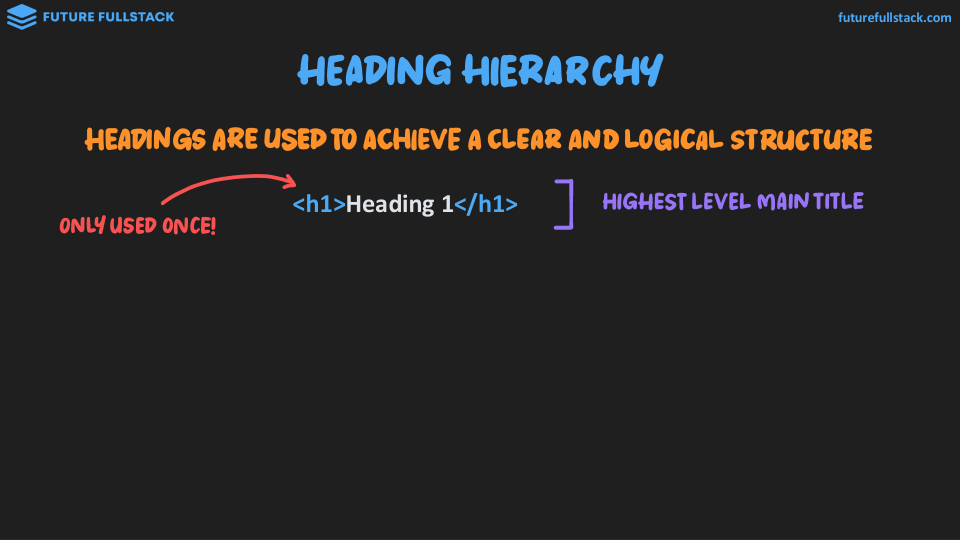 FUTURE FULLSTACK
futurefullstack.com
HEADING HIERARCHY
HEADINGS ARE USED TO ACHIEVE A CLEAR AND LOGICAL STRUCTURE
<h1>Heading 1</h1>
HIGHEST LEVEL MAIN TITLE
ONLY USED ONCE!